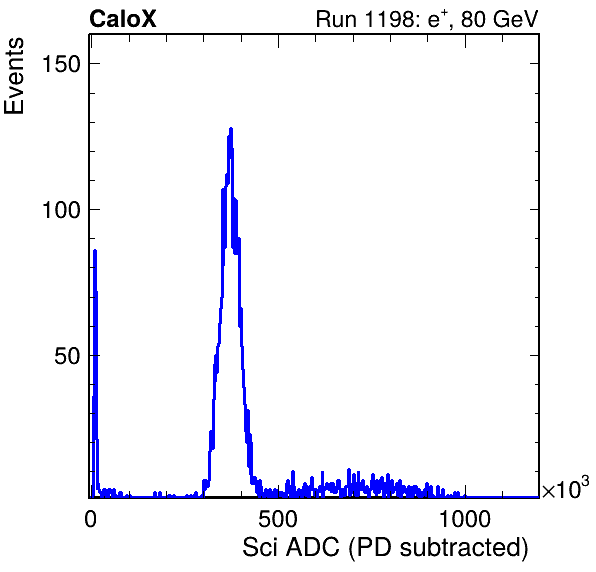 CaloX Run 1198: e⁺, 80 GeV
Events
150
100
50
0 500 1000 ×10³
Sci ADC (PD subtracted)